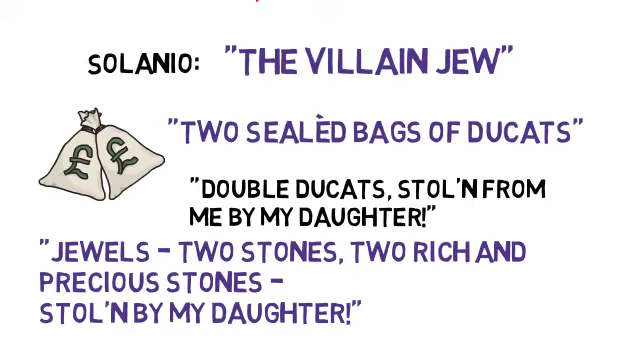 SOLANIO: "THE VILLAIN JEW"
"TWO SEALÈD BAGS OF DUCATS"
££
"DOUBLE DUCATS, STOL'N FROM
ME BY MY DAUGHTER!"
"JEWELS – TWO STONES, TWO RICH AND
PRECIOUS STONES –
STOL'N BY MY DAUGHTER!"